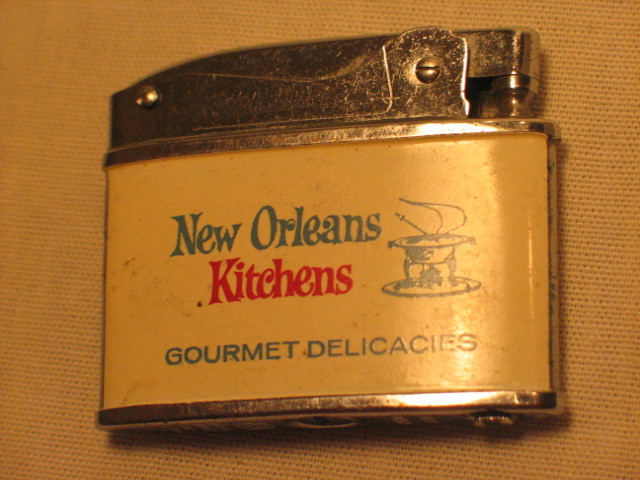 New Orleans
Kitchens
GOURMET DELICACIES